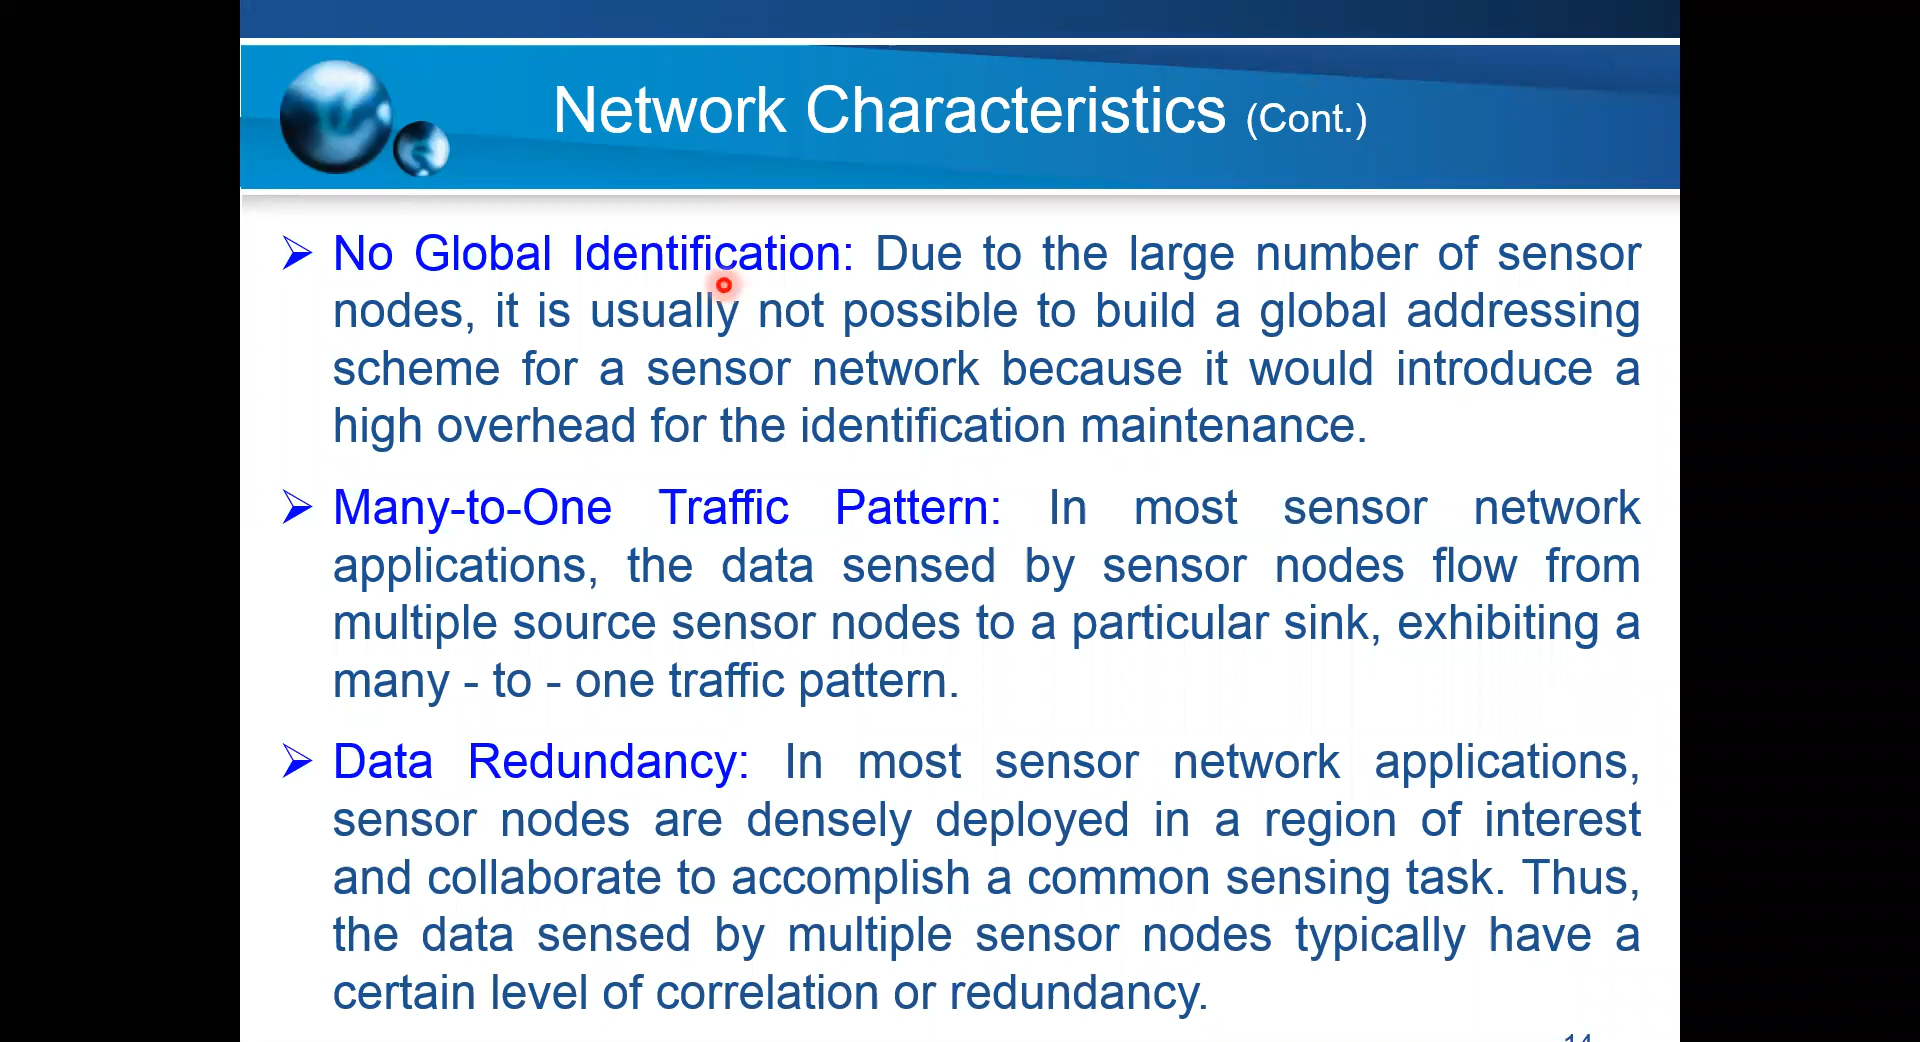 Network Characteristics (Cont.)
No Global Identification: Due to the large number of sensor
nodes, it is usually not possible to build a global addressing
scheme for a sensor network because it would introduce a
high overhead for the identification maintenance.
Many-to-One Traffic Pattern: In most sensor network
applications, the data sensed by sensor nodes flow from
multiple source sensor nodes to a particular sink, exhibiting a
many - to - one traffic pattern.
Data Redundancy: In most sensor network applications,
sensor nodes are densely deployed in a region of interest
and collaborate to accomplish a common sensing task. Thus,
the data sensed by multiple sensor nodes typically have a
certain level of correlation or redundancy.
14